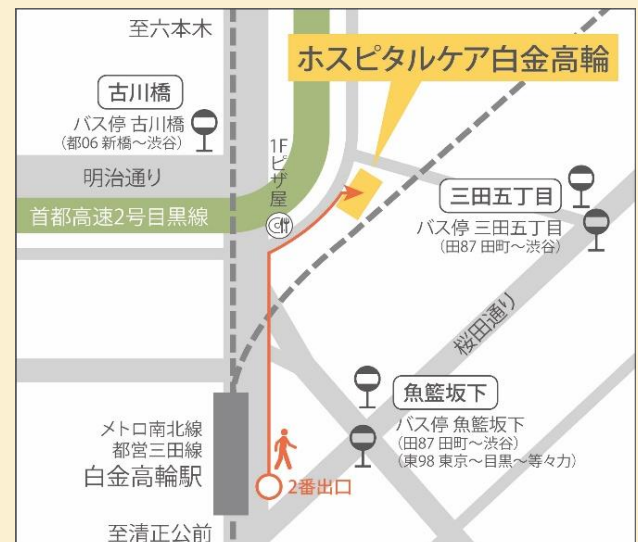 至六本木
ホスピタルケア白金高輪
古川橋
バス停 古川橋
(都06 新橋～渋谷)
1Fピザ屋
明治通り
首都高速2号目黒線
三田五丁目
バス停 三田五丁目
(田87 田町～渋谷)
桜田通り
魚籃坂下
バス停 魚籃坂下
(田87 田町～渋谷)
(東98 東京～目黒～等々力)
メトロ南北線
都営三田線
白金高輪駅
2番出口
至清正公前